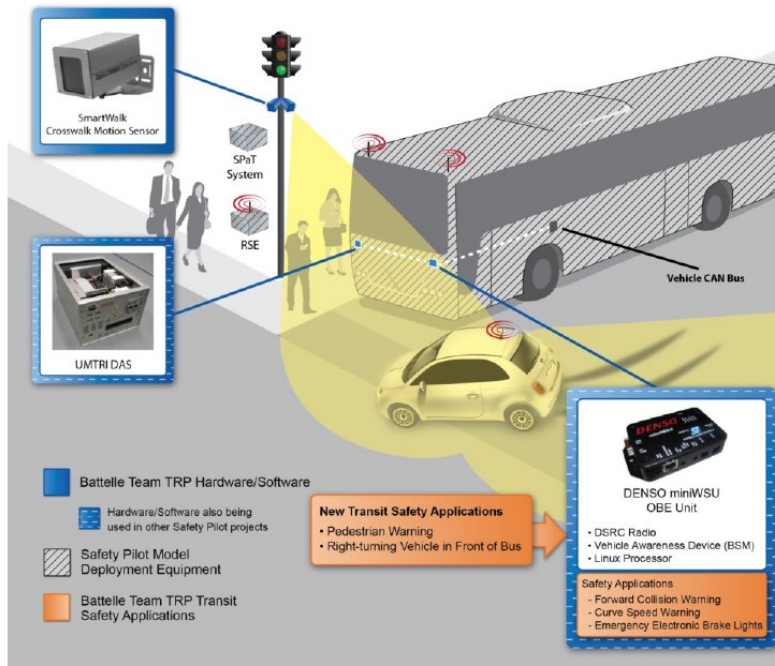 SmartWalk
Crosswalk Motion Sensor
SPaT
System
RSE
Vehicle CAN Bus
UMTRI DAS
DENSO
DENSO miniWSU
OBE Unit
• DSRC Radio
• Vehicle Awareness Device (BSM)
• Linux Processor
Safety Applications
- Forward Collision Warning
- Curve Speed Warning
- Emergency Electronic Brake Lights
New Transit Safety Applications
• Pedestrian Warning
• Right-turning Vehicle in Front of Bus
Battelle Team TRP Hardware/Software
Hardware/Software also being
used in other Safety Pilot projects
Safety Pilot Model
Deployment Equipment
Battelle Team TRP Transit
Safety Applications